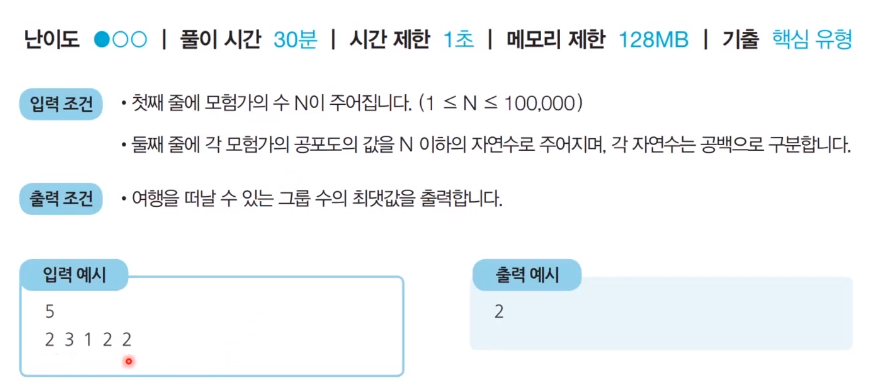 난이도 ●○○ | 풀이 시간 30분 | 시간 제한 1초 | 메모리 제한 128MB | 기출 핵심 유형
입력 조건 • 첫째 줄에 모험가의 수 N이 주어집니다. (1 ≤ N ≤ 100,000)
• 둘째 줄에 각 모험가의 공포도의 값을 N 이하의 자연수로 주어지며, 각 자연수는 공백으로 구분합니다.
출력 조건 • 여행을 떠날 수 있는 그룹 수의 최댓값을 출력합니다.
입력 예시
5
2 3 1 2 2
출력 예시
2